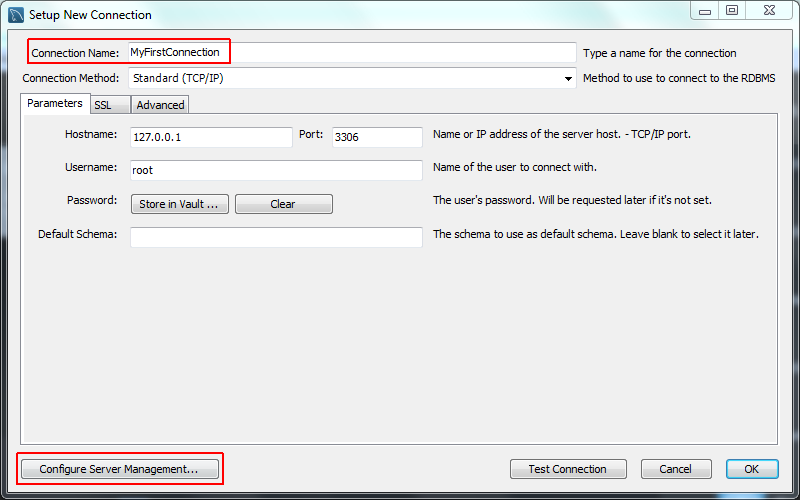 Setup New Connection
Connection Name: MyFirstConnection Type a name for the connection
Connection Method: Standard (TCP/IP) Method to use to connect to the RDBMS
Parameters SSL Advanced
Hostname: 127.0.0.1 Port: 3306 Name or IP address of the server host. - TCP/IP port.
Username: root Name of the user to connect with.
Password: Store in Vault ... Clear The user's password. Will be requested later if it's not set.
Default Schema: The schema to use as default schema. Leave blank to select it later.
Configure Server Management... Test Connection Cancel OK